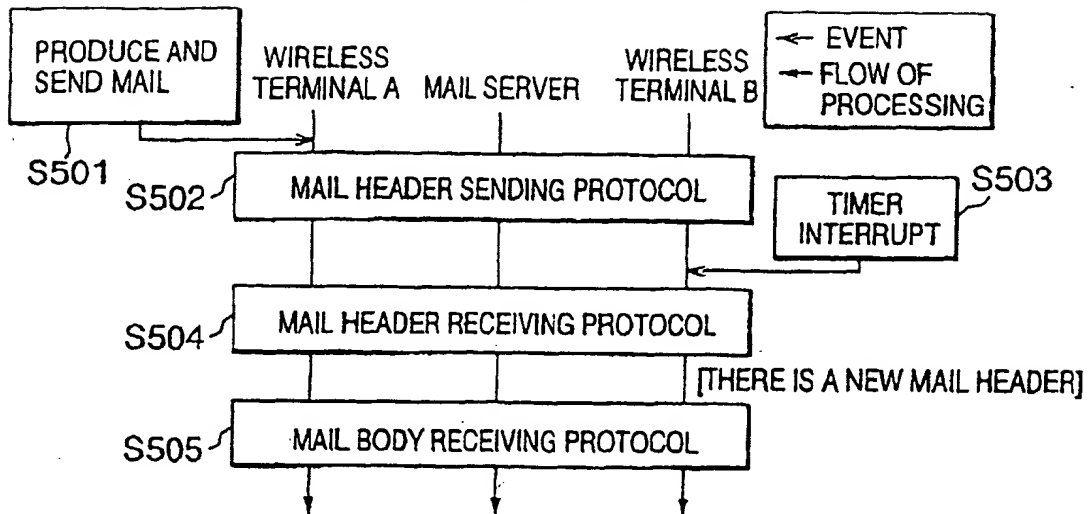 PRODUCE AND
SEND MAIL
S501
WIRELESS
TERMINAL A
MAIL SERVER
WIRELESS
TERMINAL B
EVENT
FLOW OF
PROCESSING
S502
MAIL HEADER SENDING PROTOCOL
S503
TIMER
INTERRUPT
S504
MAIL HEADER RECEIVING PROTOCOL
[THERE IS A NEW MAIL HEADER]
S505
MAIL BODY RECEIVING PROTOCOL